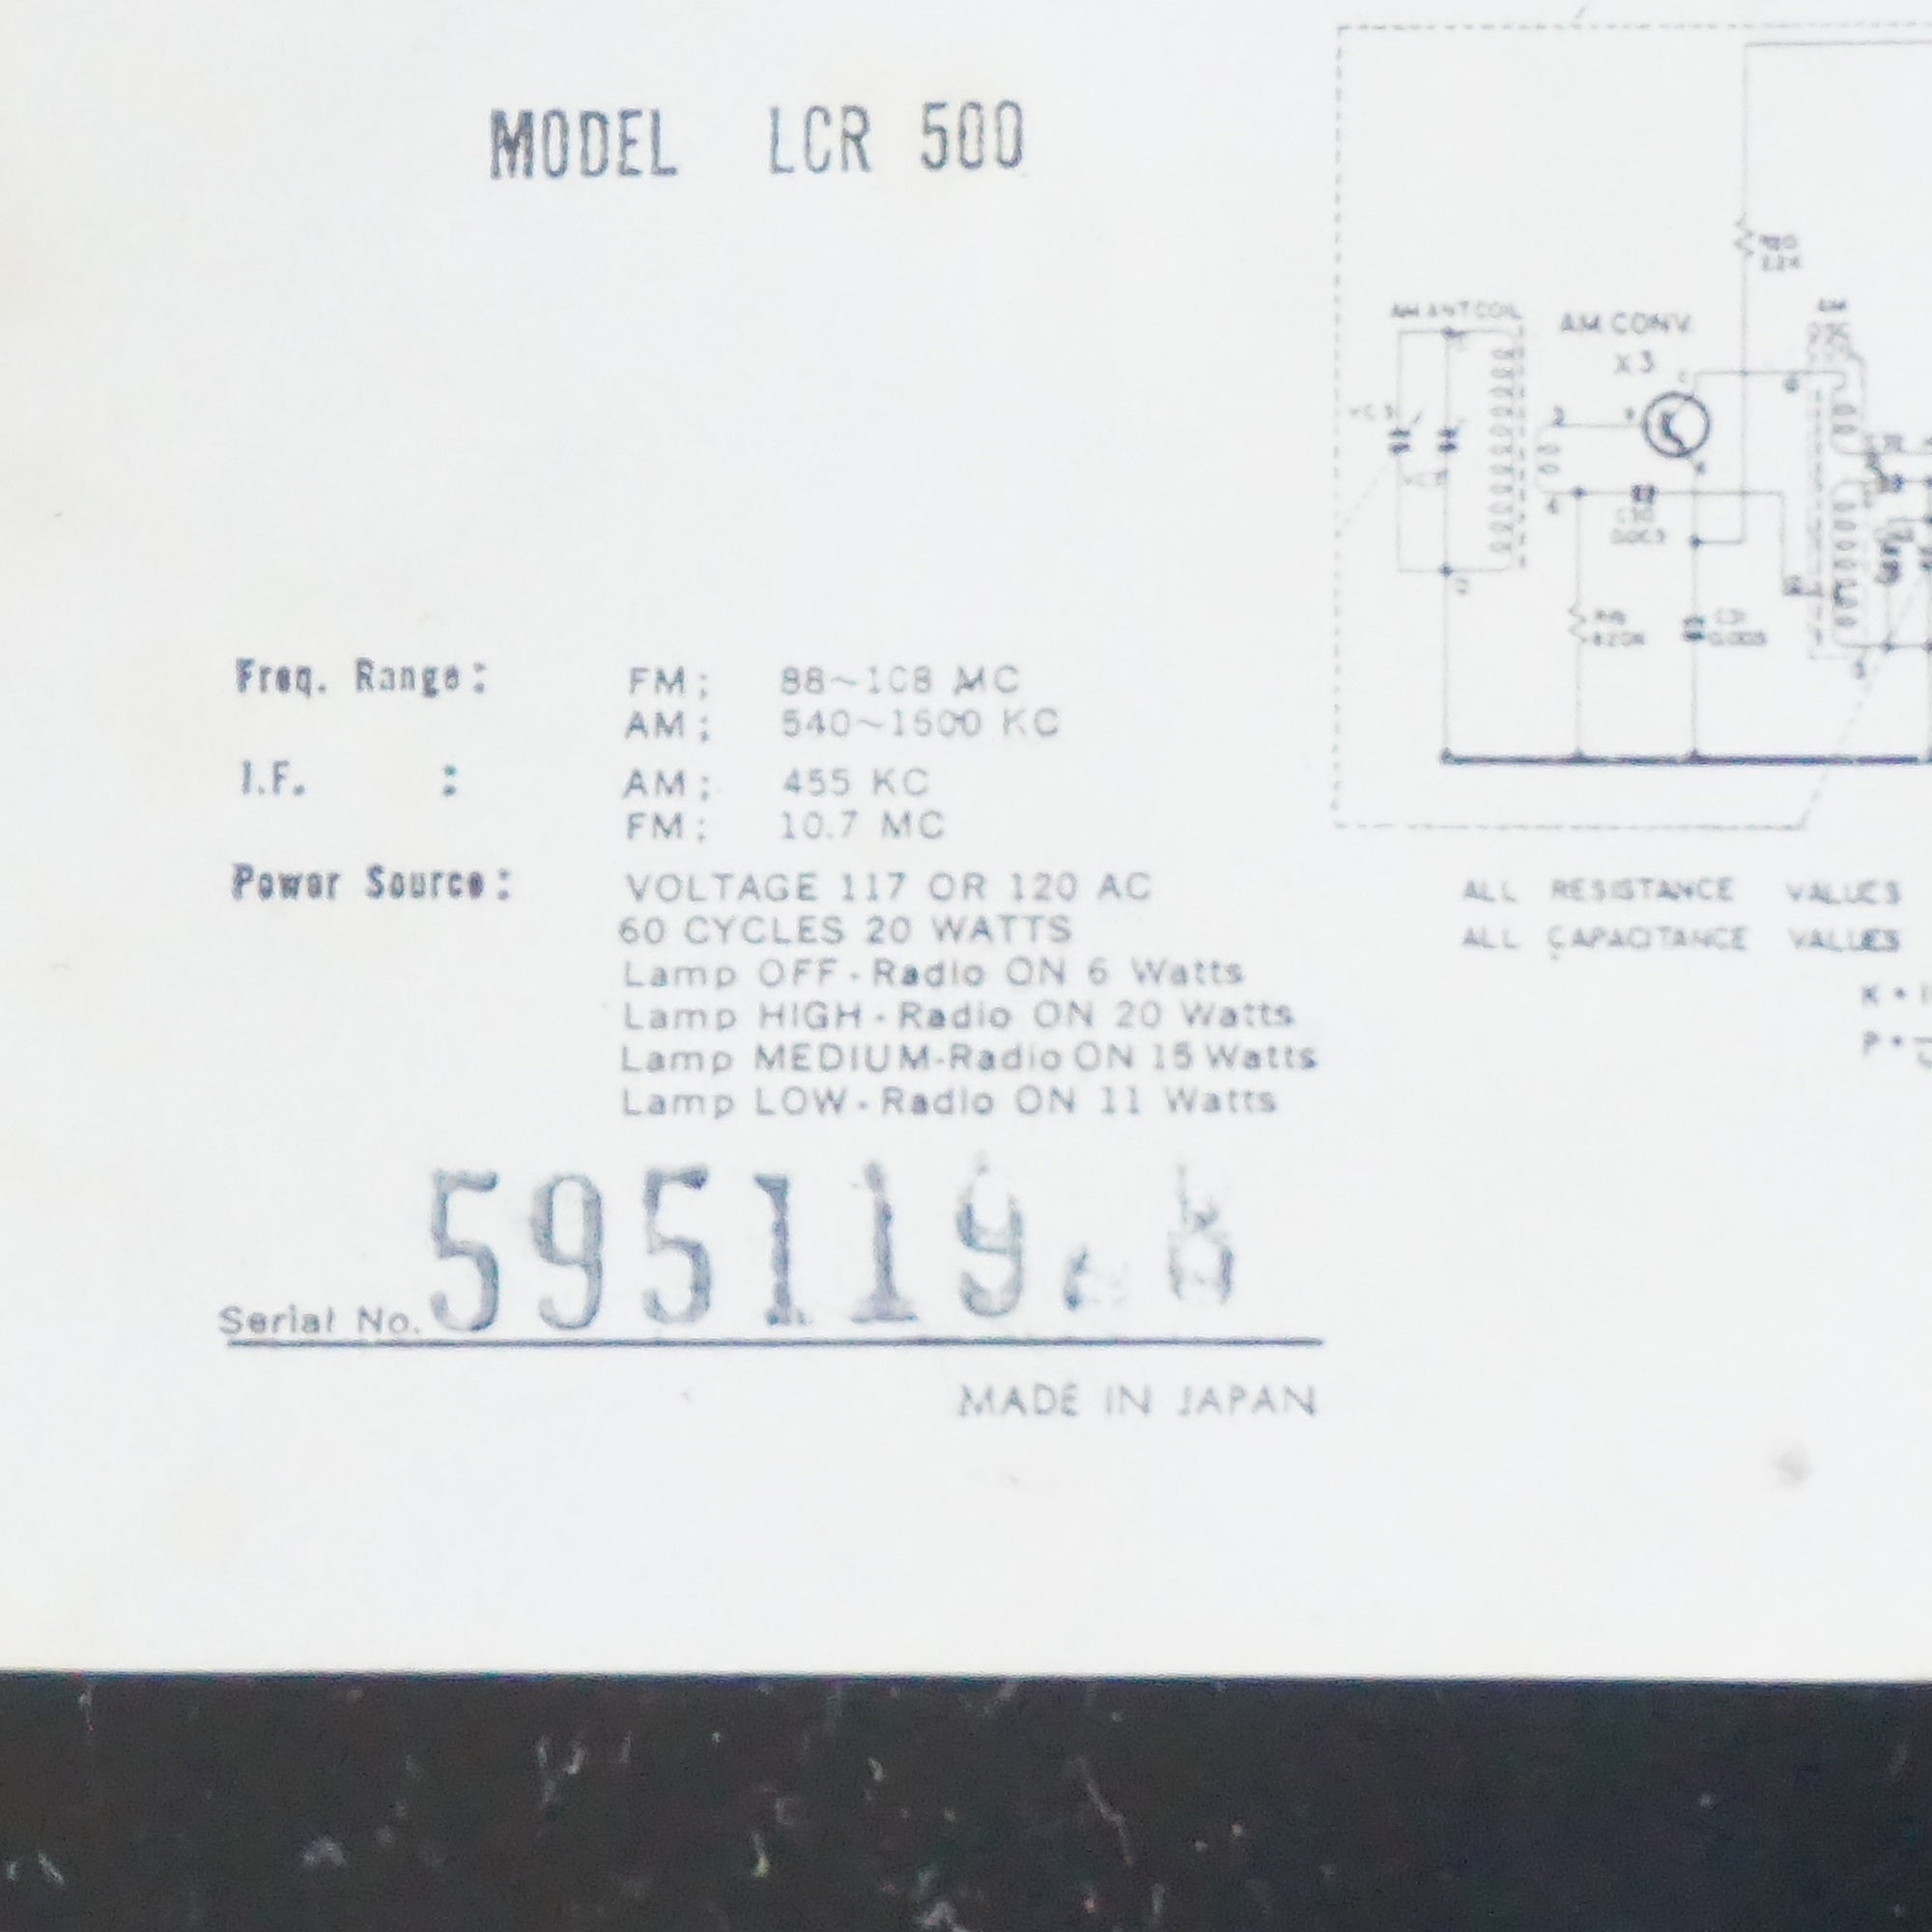 MODEL LCR 500
Freq. Range: FM; 88~108 MC
AM; 540~1600 KC
I.F. : AM; 455 KC
FM; 10.7 MC
Power Source: VOLTAGE 117 OR 120 AC
60 CYCLES 20 WATTS
Lamp OFF-Radio ON 6 Watts
Lamp HIGH-Radio ON 20 Watts
Lamp MEDIUM-Radio ON 15 Watts
Lamp LOW-Radio ON 11 Watts
Serial No.
MADE IN JAPAN
AM ANT COIL
AM CONV.
X3
ALL RESISTANCE VALUES
ALL CAPACITANCE VALUES